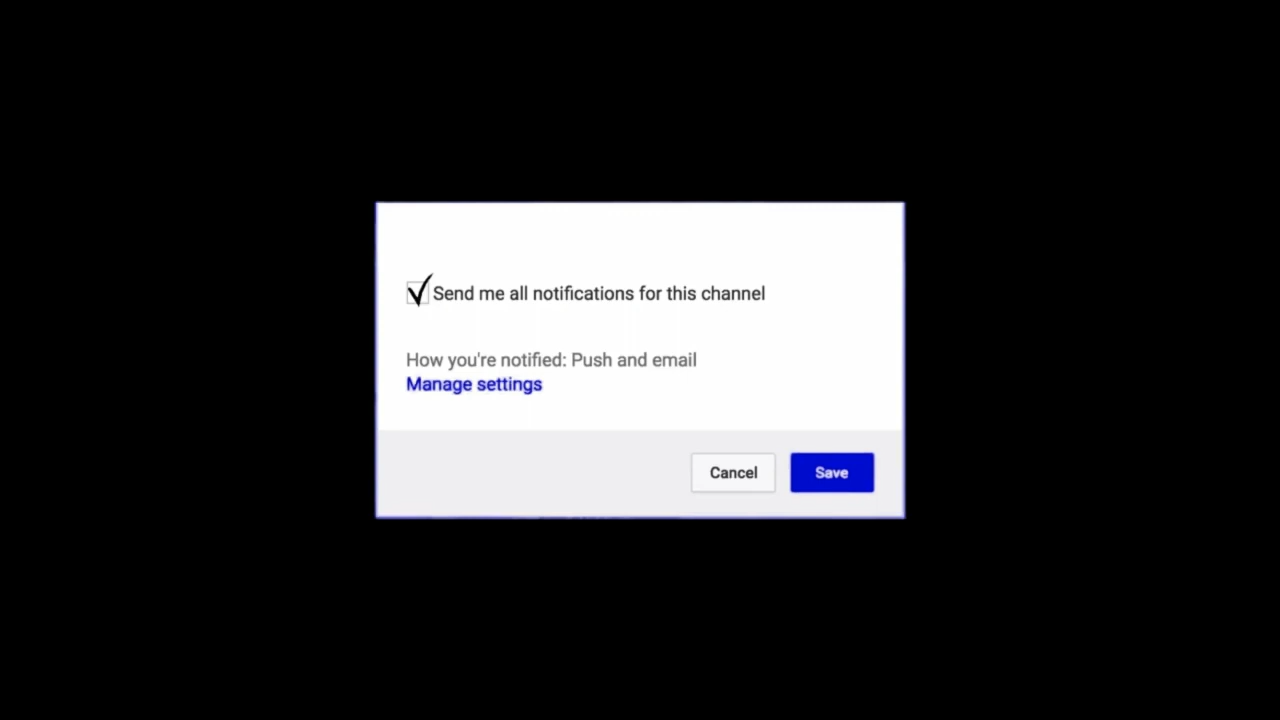 Send me all notifications for this channel
How you're notified: Push and email
Manage settings
Cancel
Save